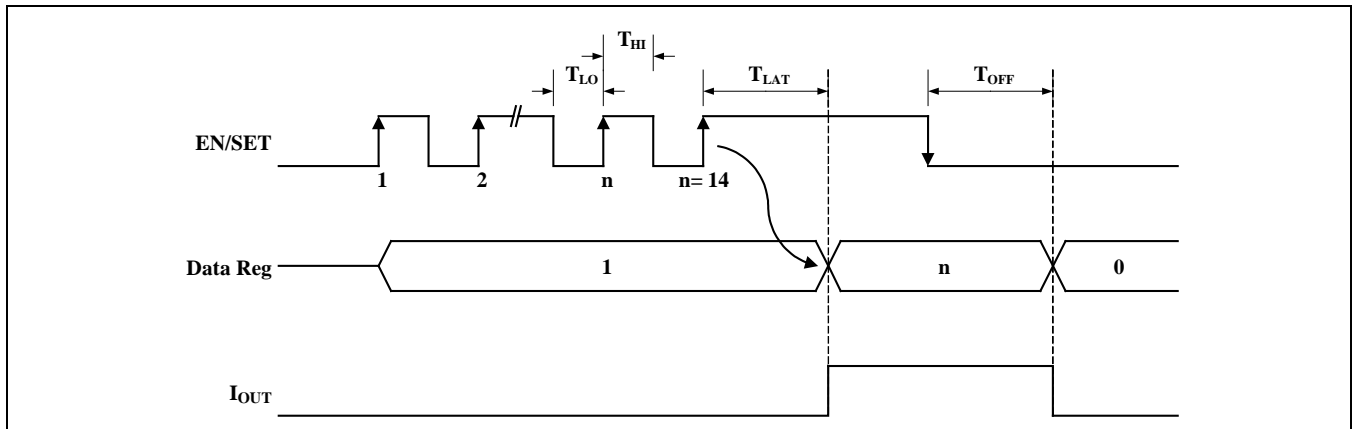 T_HI
T_LO
T_LAT
T_OFF
EN/SET
1 2 n n= 14
Data Reg 1 n 0
I_OUT